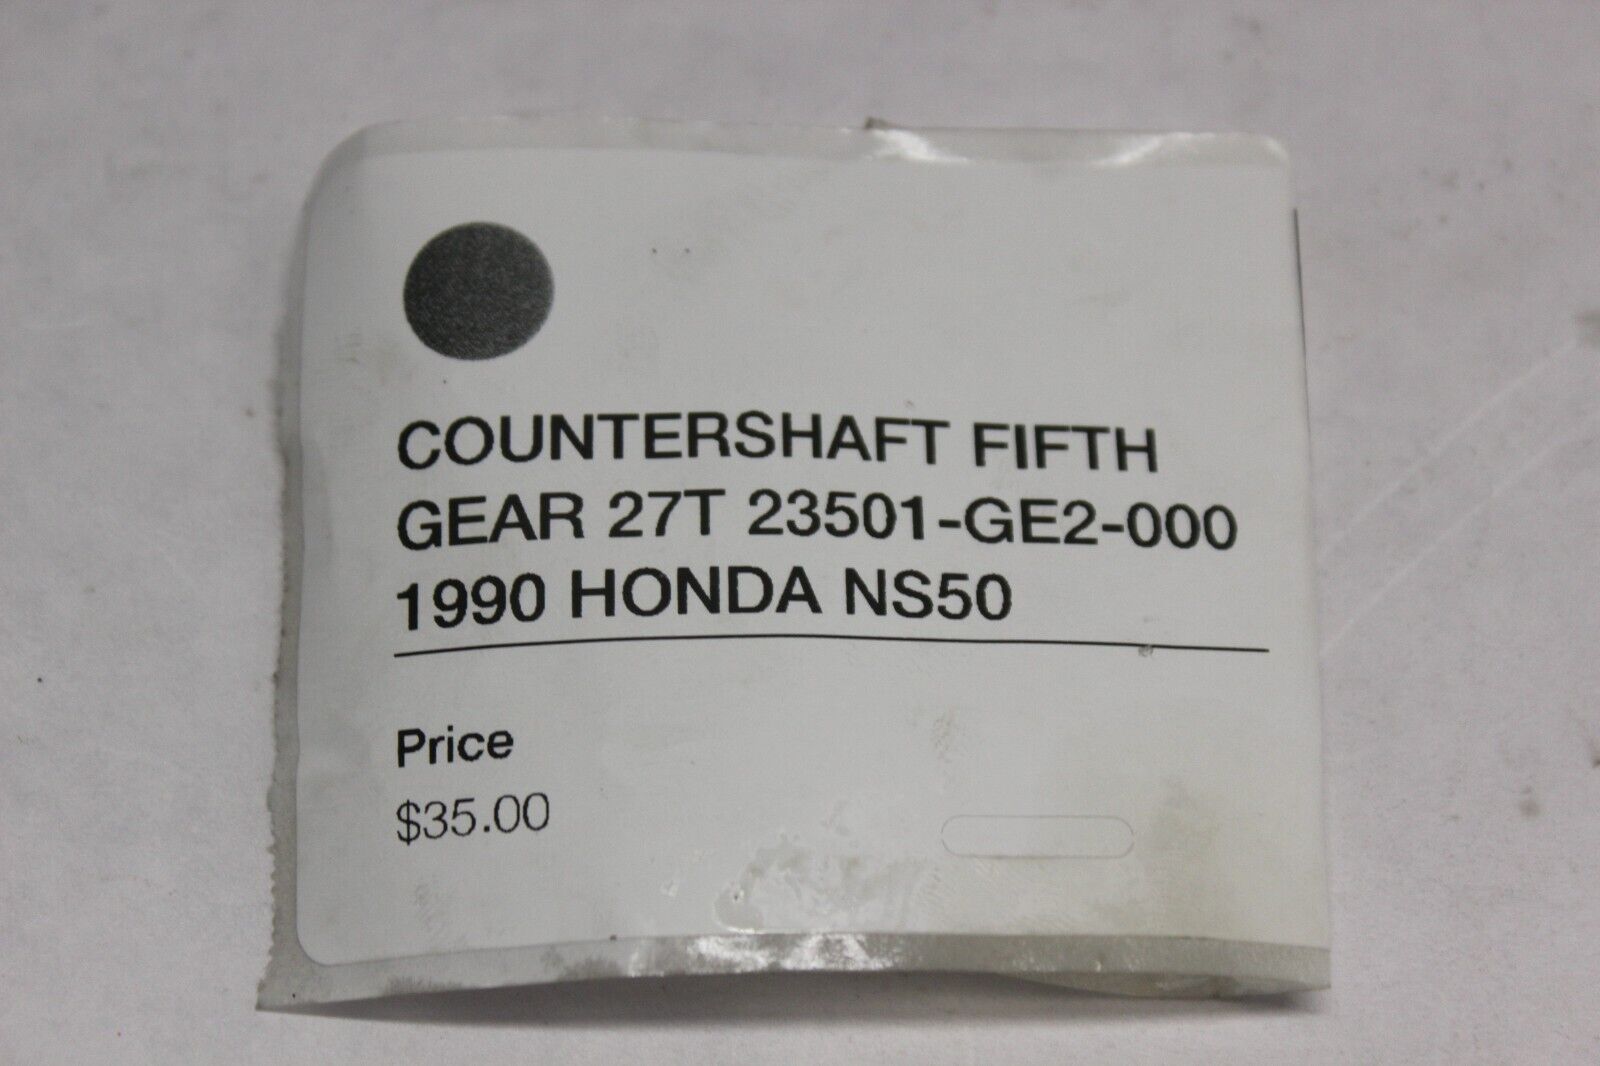 COUNTERSHAFT FIFTH
GEAR 27T 23501-GE2-000
1990 HONDA NS50
Price
$35.00